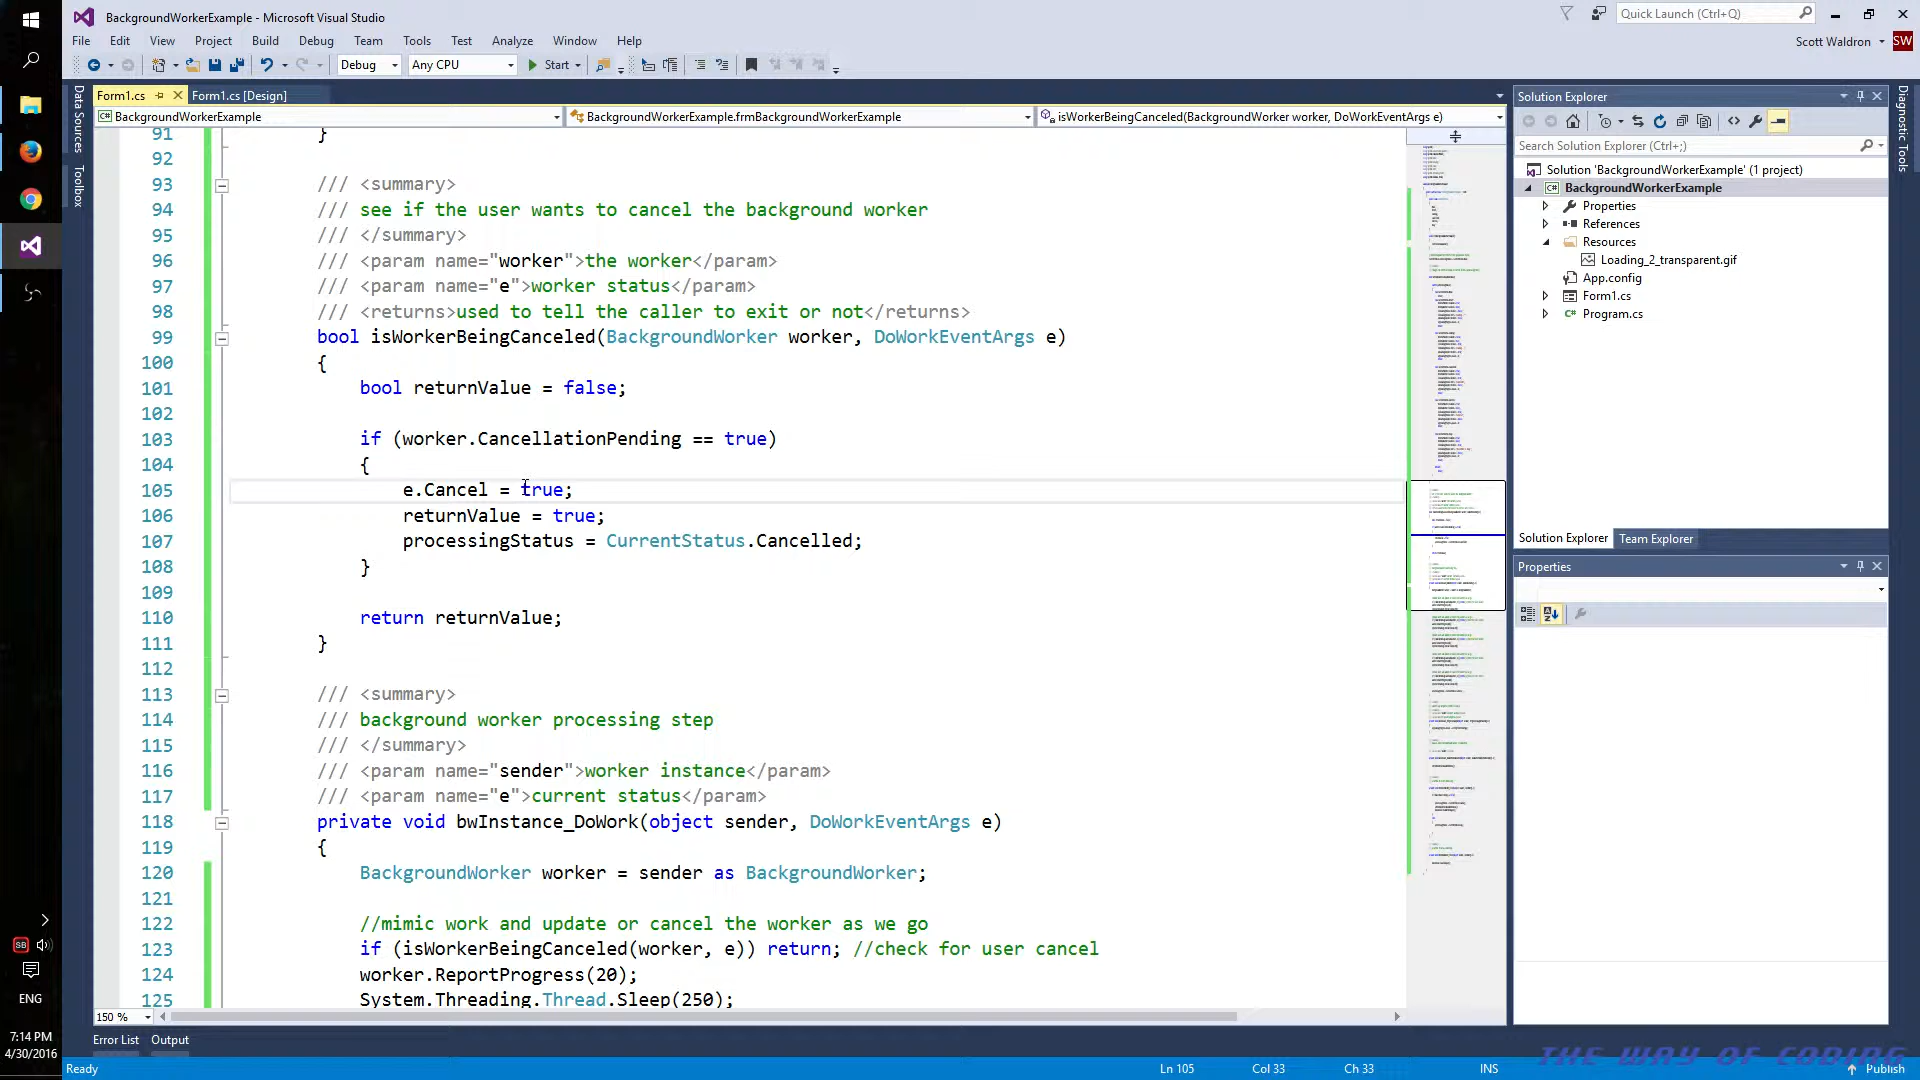 BackgroundWorkerExample - Microsoft Visual Studio
Quick Launch (Ctrl+Q)
File Edit View Project Build Debug Team Tools Test Analyze Window Help
Scott Waldron SW
Debug Any CPU Start
Data Sources
Toolbox
Form1.cs Form1.cs [Design]
BackgroundWorkerExample BackgroundWorkerExample.frmBackgroundWorkerExample isWorkerBeingCanceled(BackgroundWorker worker, DoWorkEventArgs e)
91 }
92
93 /// <summary>
94 /// see if the user wants to cancel the background worker
95 /// </summary>
96 /// <param name="worker">the worker</param>
97 /// <param name="e">worker status</param>
98 /// <returns>used to tell the caller to exit or not</returns>
99 bool isWorkerBeingCanceled(BackgroundWorker worker, DoWorkEventArgs e)
100 {
101 bool returnValue = false;
102
103 if (worker.CancellationPending == true)
104 {
105 e.Cancel = true;
106 returnValue = true;
107 processingStatus = CurrentStatus.Cancelled;
108 }
109
110 return returnValue;
111 }
112
113 /// <summary>
114 /// background worker processing step
115 /// </summary>
116 /// <param name="sender">worker instance</param>
117 /// <param name="e">current status</param>
118 private void bwInstance_DoWork(object sender, DoWorkEventArgs e)
119 {
120 BackgroundWorker worker = sender as BackgroundWorker;
121
122 //mimic work and update or cancel the worker as we go
123 if (isWorkerBeingCanceled(worker, e)) return; //check for user cancel
124 worker.ReportProgress(20);
125 System.Threading.Thread.Sleep(250);
150 %
Error List Output
Solution Explorer
Search Solution Explorer (Ctrl+;)
Solution 'BackgroundWorkerExample' (1 project)
BackgroundWorkerExample
Properties
References
Resources
Loading_2_transparent.gif
App.config
Form1.cs
Program.cs
Solution Explorer Team Explorer
Properties
Diagnostic Tools
SB
ENG
7:14 PM
4/30/2016
Ready Ln 105 Col 33 Ch 33 INS Publish
THE WAY OF CODING